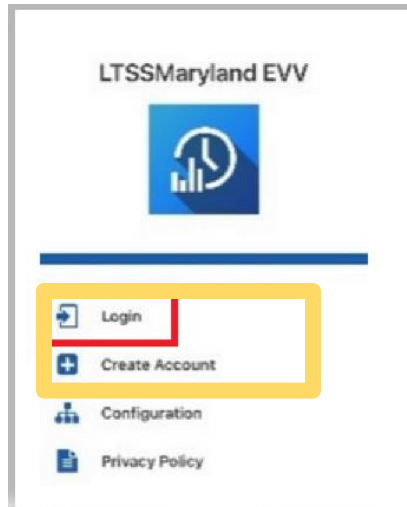 LTSSMaryland EVV
Login
Create Account
Configuration
Privacy Policy